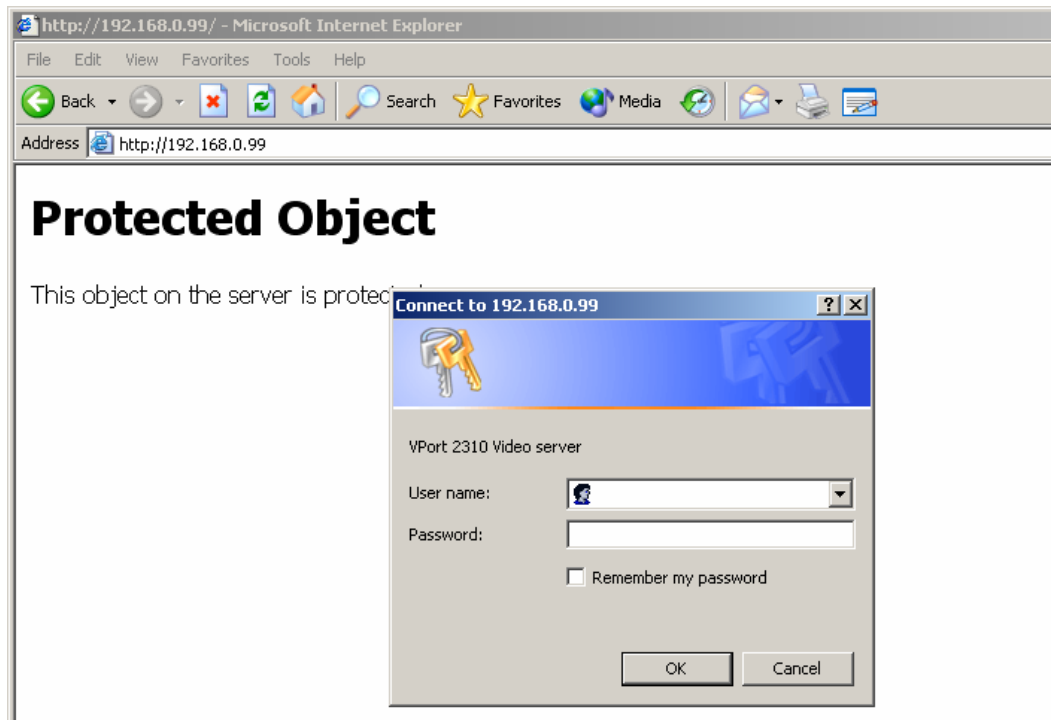 http://192.168.0.99/ - Microsoft Internet Explorer
File Edit View Favorites Tools Help
Back Search Favorites Media
Address http://192.168.0.99
Protected Object
This object on the server is
Connect to 192.168.0.99
VPort 2310 Video server
User name:
Password:
Remember my password
OK Cancel